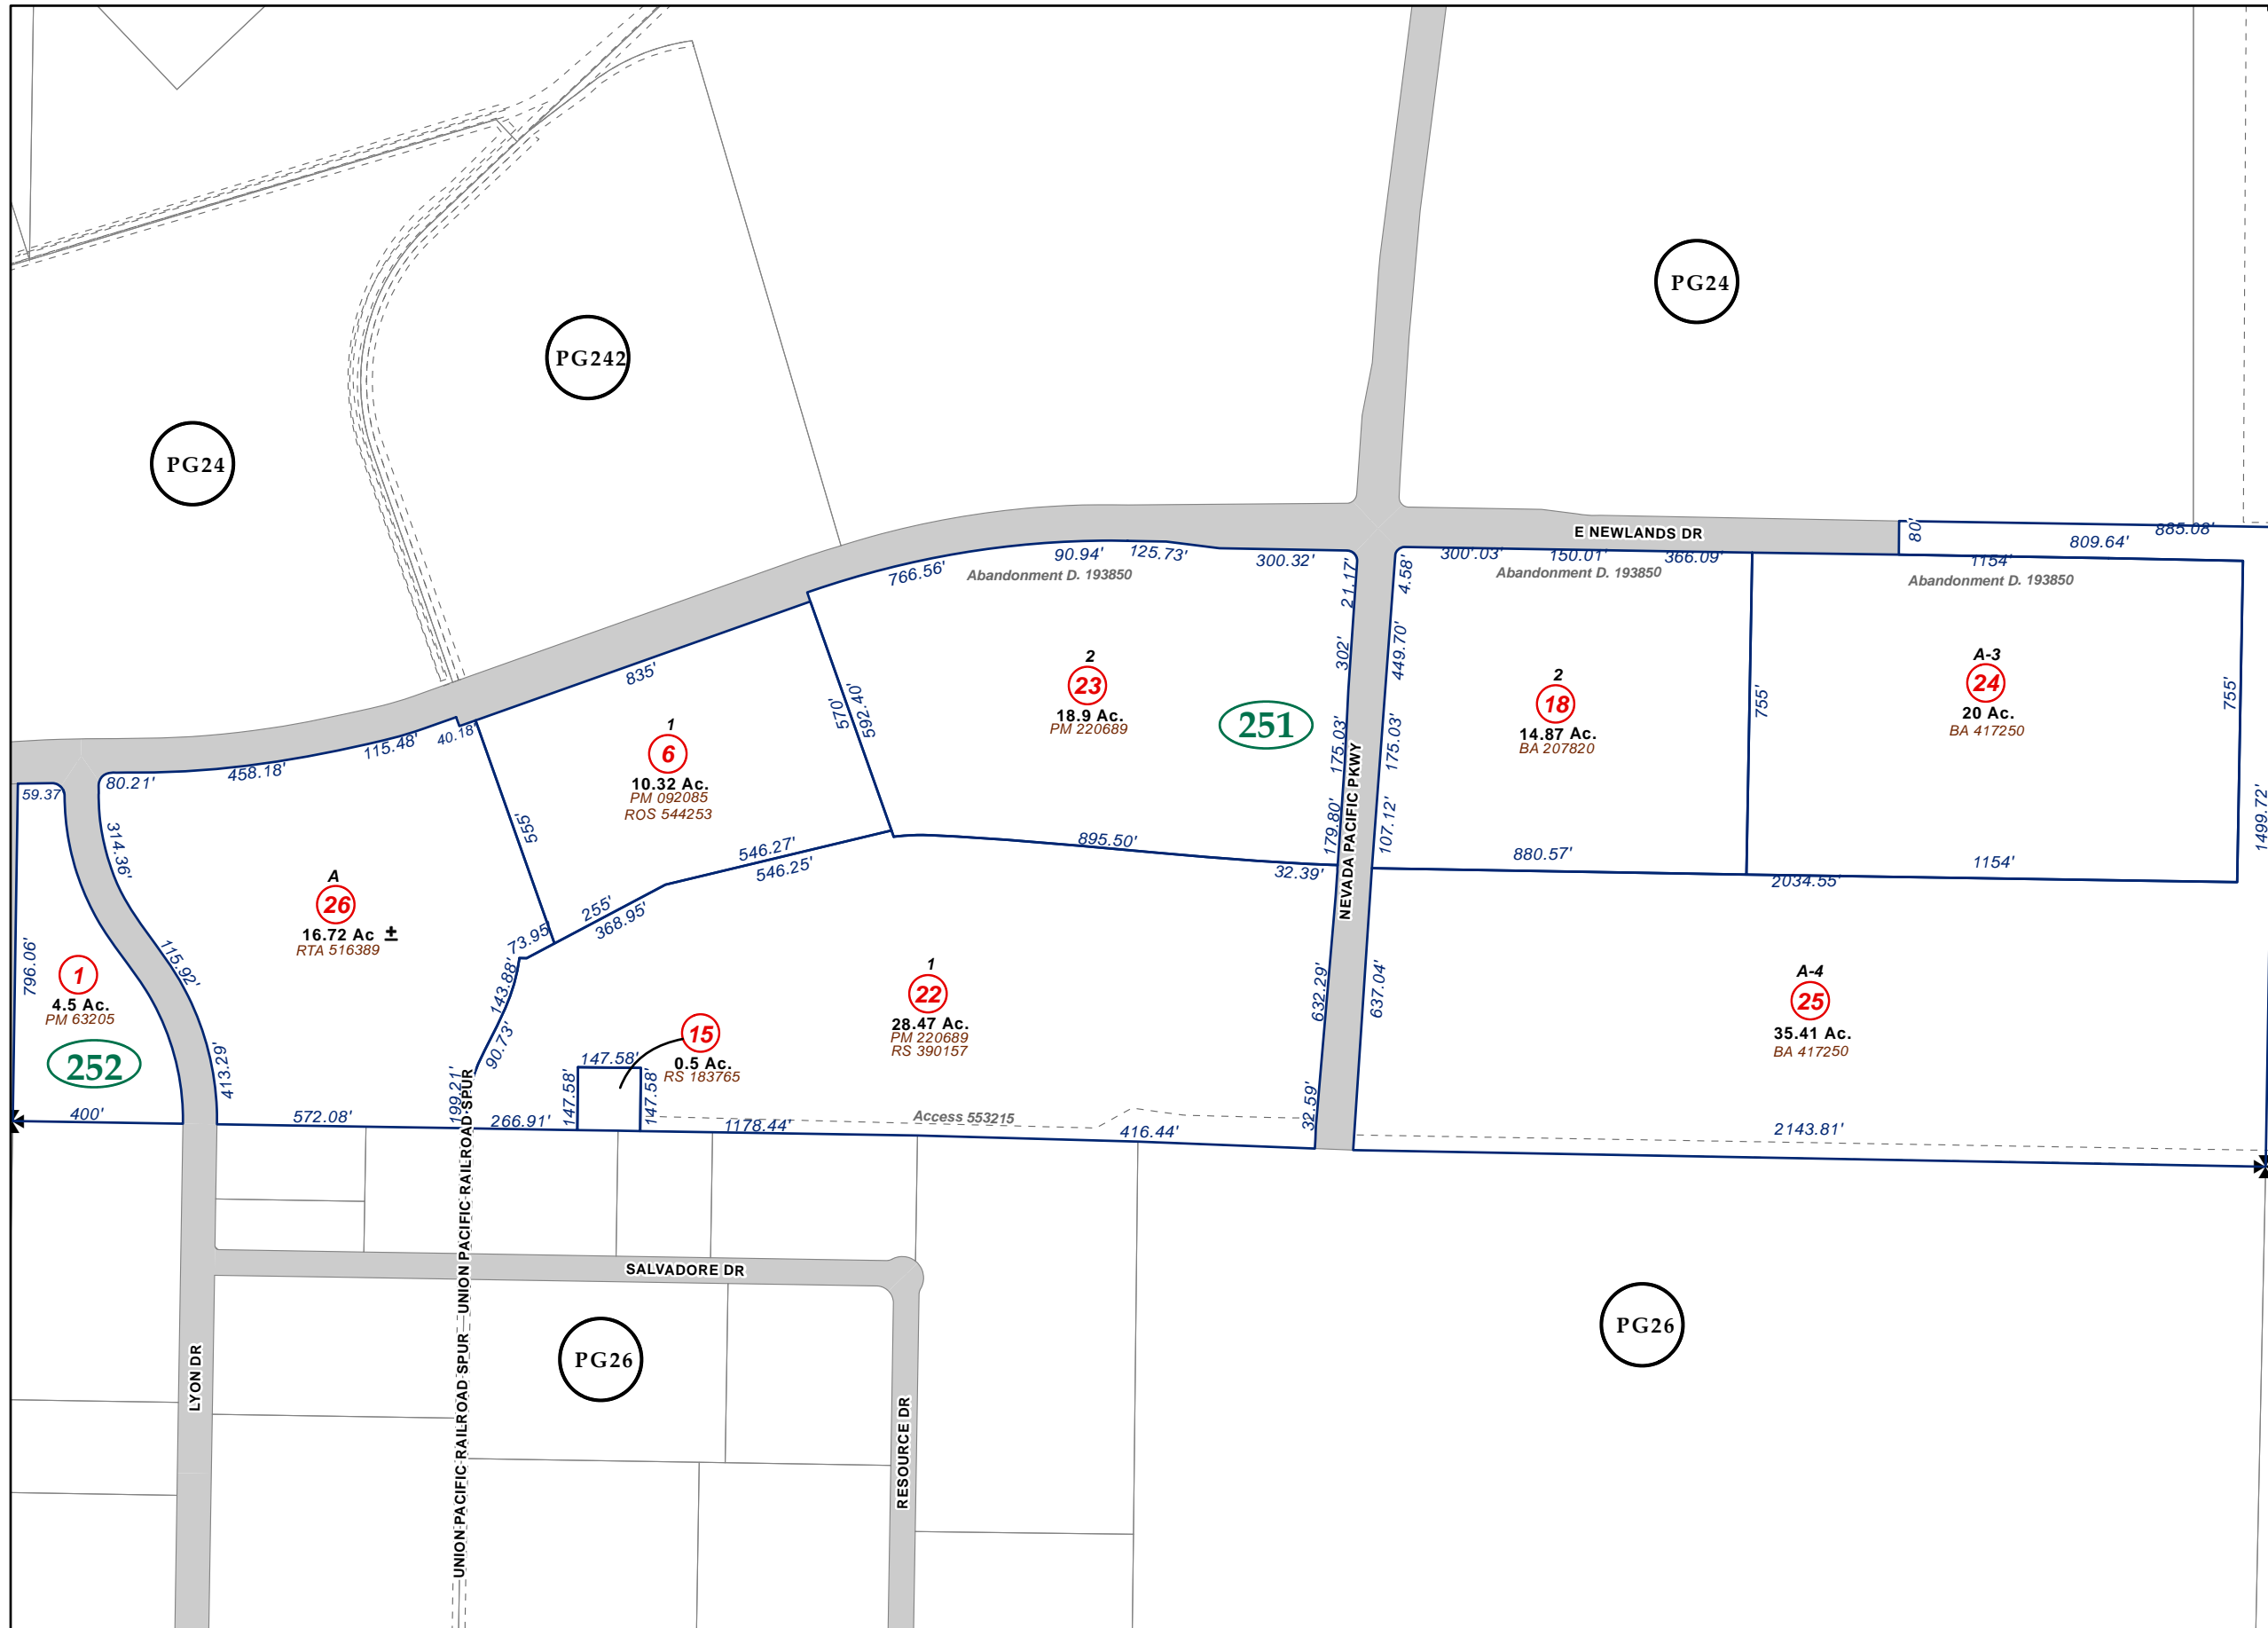 PG24
PG242
PG24
E NEWLANDS DR
80'
885.08'
809.64'
1154'
90.94'
125.73'
300.32'
766.56'
Abandonment D. 193850
21.17'
4.58'
300'.03'
150.01'
366.09'
Abandonment D. 193850
Abandonment D. 193850
835'
570'
592.40'
2
23
18.9 Ac.
PM 220689
251
302'
175.03'
179.80'
449.70'
175.03'
107.12'
2
18
14.87 Ac.
BA 207820
755'
A-3
24
20 Ac.
BA 417250
755'
1499.72'
59.37
80.21'
458.18'
115.48'
40.18'
1
6
10.32 Ac.
PM 092085
ROS 544253
555'
546.27'
546.25'
895.50'
32.39'
NEVADA PACIFIC PKWY
880.57'
1154'
2034.55'
314.36'
A
26
16.72 Ac ±
RTA 516389
255'
368.95'
73.95'
796.06'
115.92'
1
4.5 Ac.
PM 63205
252
413.29'
143.88'
90.73'
199.21'
15
0.5 Ac.
RS 183765
1
22
28.47 Ac.
PM 220689
RS 390157
632.29'
637.04'
32.59'
A-4
25
35.41 Ac.
BA 417250
400'
572.08'
266.91'
147.58'
147.58'
147.58'
1178.44'
Access 553215
416.44'
2143.81'
UNION PACIFIC RAILROAD SPUR
UNION PACIFIC RAILROAD SPUR
SALVADORE DR
LYON DR
RESOURCE DR
PG26
PG26